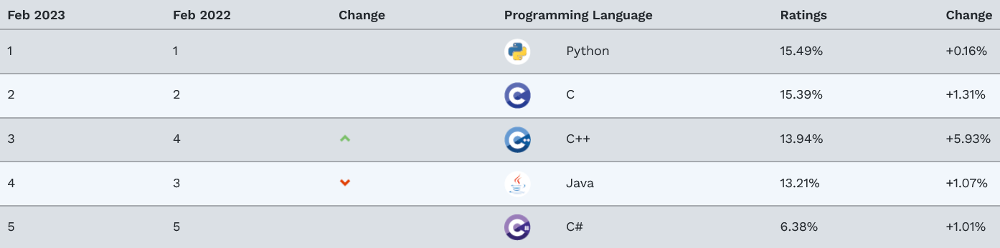 Feb 2023 Feb 2022 Change Programming Language Ratings Change
1 1 Python 15.49% +0.16%
2 2 C 15.39% +1.31%
3 4 C++ 13.94% +5.93%
4 3 Java 13.21% +1.07%
5 5 C# 6.38% +1.01%